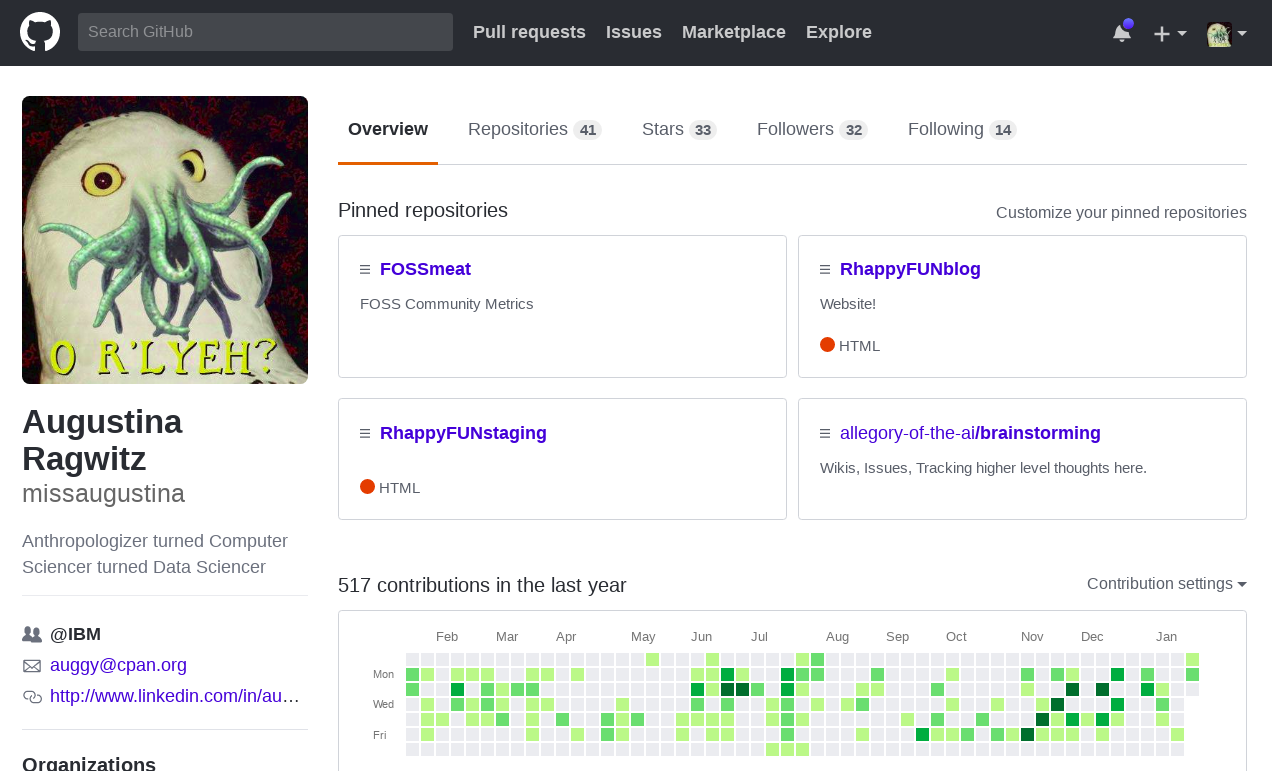 Search GitHub
Pull requests
Issues
Marketplace
Explore
O R'LYEH?
Augustina
Ragwitz
missaugustina
Anthropologizer turned Computer
Sciencer turned Data Sciencer
@IBM
auggy@cpan.org
http://www.linkedin.com/in/au…
Organizations
Overview
Repositories 41
Stars 33
Followers 32
Following 14
Pinned repositories
Customize your pinned repositories
FOSSmeat
FOSS Community Metrics
RhappyFUNblog
Website!
HTML
RhappyFUNstaging
HTML
allegory-of-the-ai/brainstorming
Wikis, Issues, Tracking higher level thoughts here.
517 contributions in the last year
Contribution settings
Feb Mar Apr May Jun Jul Aug Sep Oct Nov Dec Jan
Mon
Wed
Fri